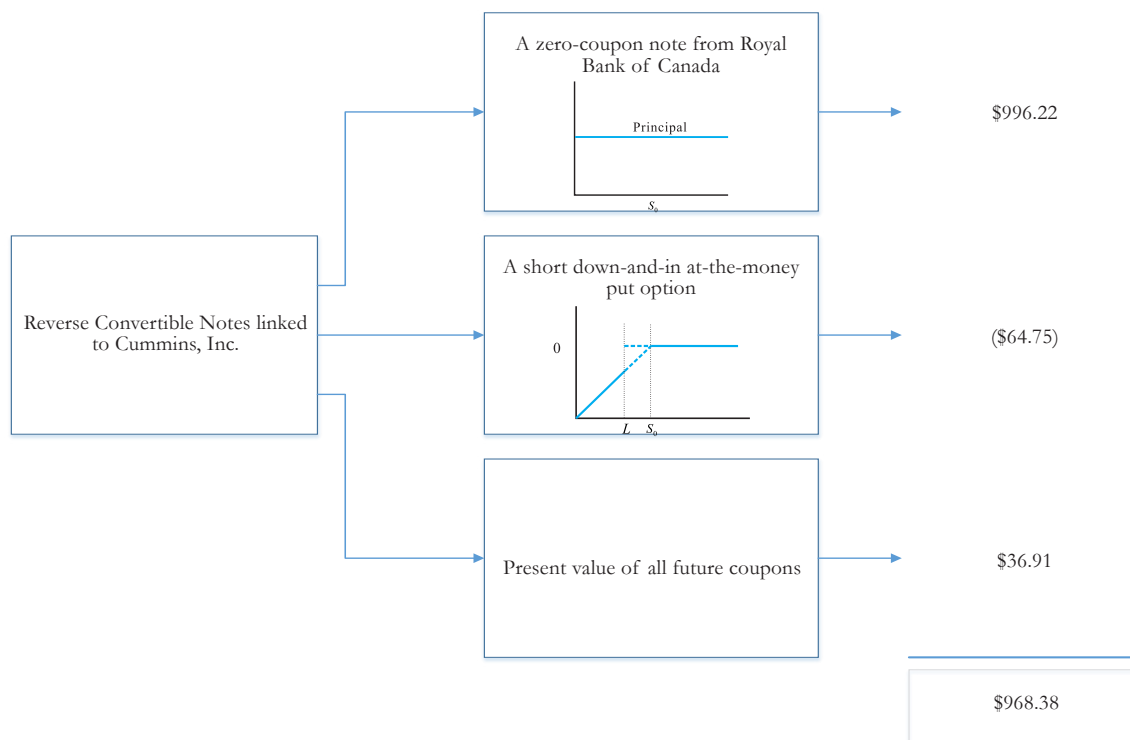 A zero-coupon note from Royal
Bank of Canada
Principal
S₀
$996.22
Reverse Convertible Notes linked
to Cummins, Inc.
A short down-and-in at-the-money
put option
0
L S₀
($64.75)
Present value of all future coupons
$36.91
$968.38